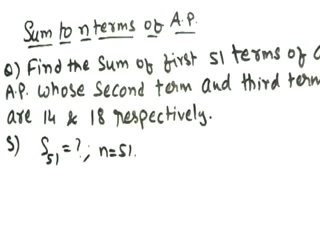 Sum to n terms of A.P.
Q) Find the sum of first 51 terms of
A.P. whose second term and third term
are 14 & 18 respectively.
S) S51 = ?; n=51.